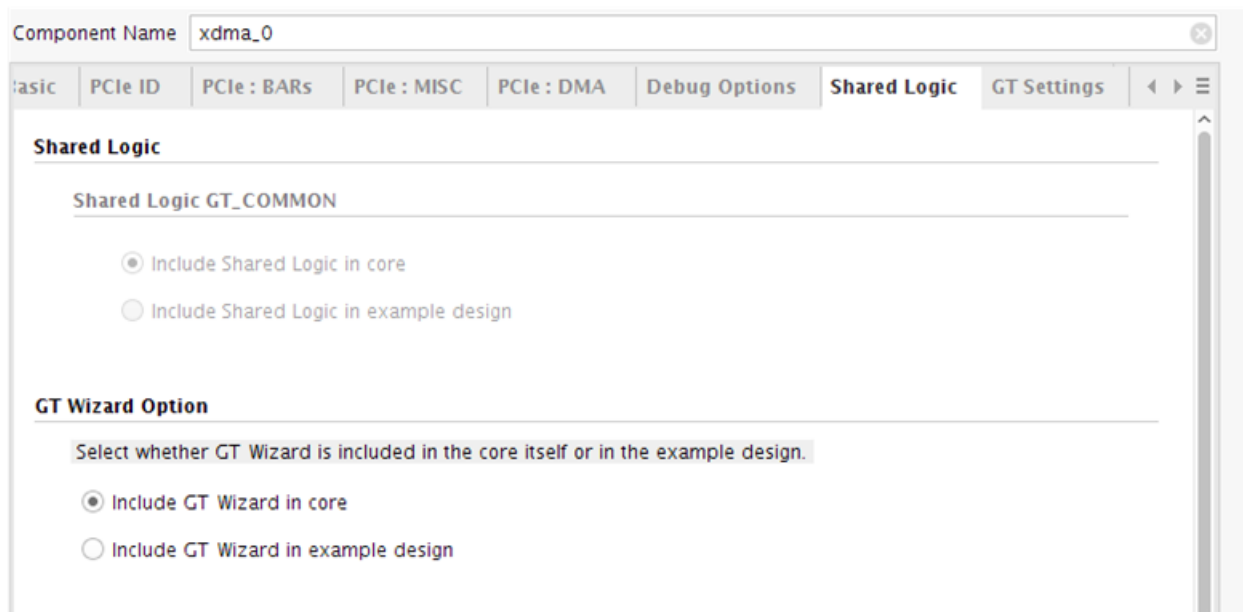 Component Name xdma_0
PCIe ID PCIe : BARs PCIe : MISC PCIe : DMA Debug Options Shared Logic GT Settings
Shared Logic
Shared Logic GT_COMMON
Include Shared Logic in core
Include Shared Logic in example design
GT Wizard Option
Select whether GT Wizard is included in the core itself or in the example design.
Include GT Wizard in core
Include GT Wizard in example design